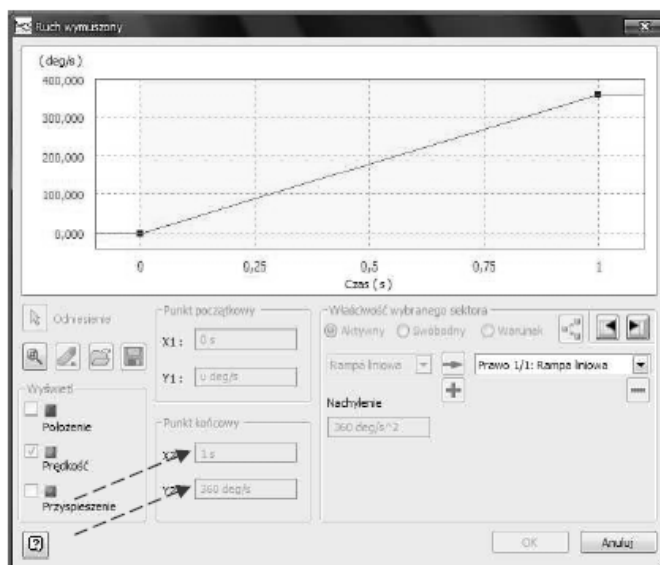 Ruch wymuszony
(deg/s)
400,000
300,000
200,000
100,000
0,000
0 0,25 0,5 0,75 1
Czas (s)
Odniesienie
Punkt początkowy
X1: 0 s
Y1: 0 deg/s
Właściwość wybranego sektora
Aktywny Swobodny Warunek
Rampa liniowa
Prawo 1/1: Rampa liniowa
Nachylenie
360 deg/s^2
Wyświetl
Położenie
Prędkość
Przyspieszenie
Punkt końcowy
X2: 1 s
Y2: 360 deg/s
OK Anuluj